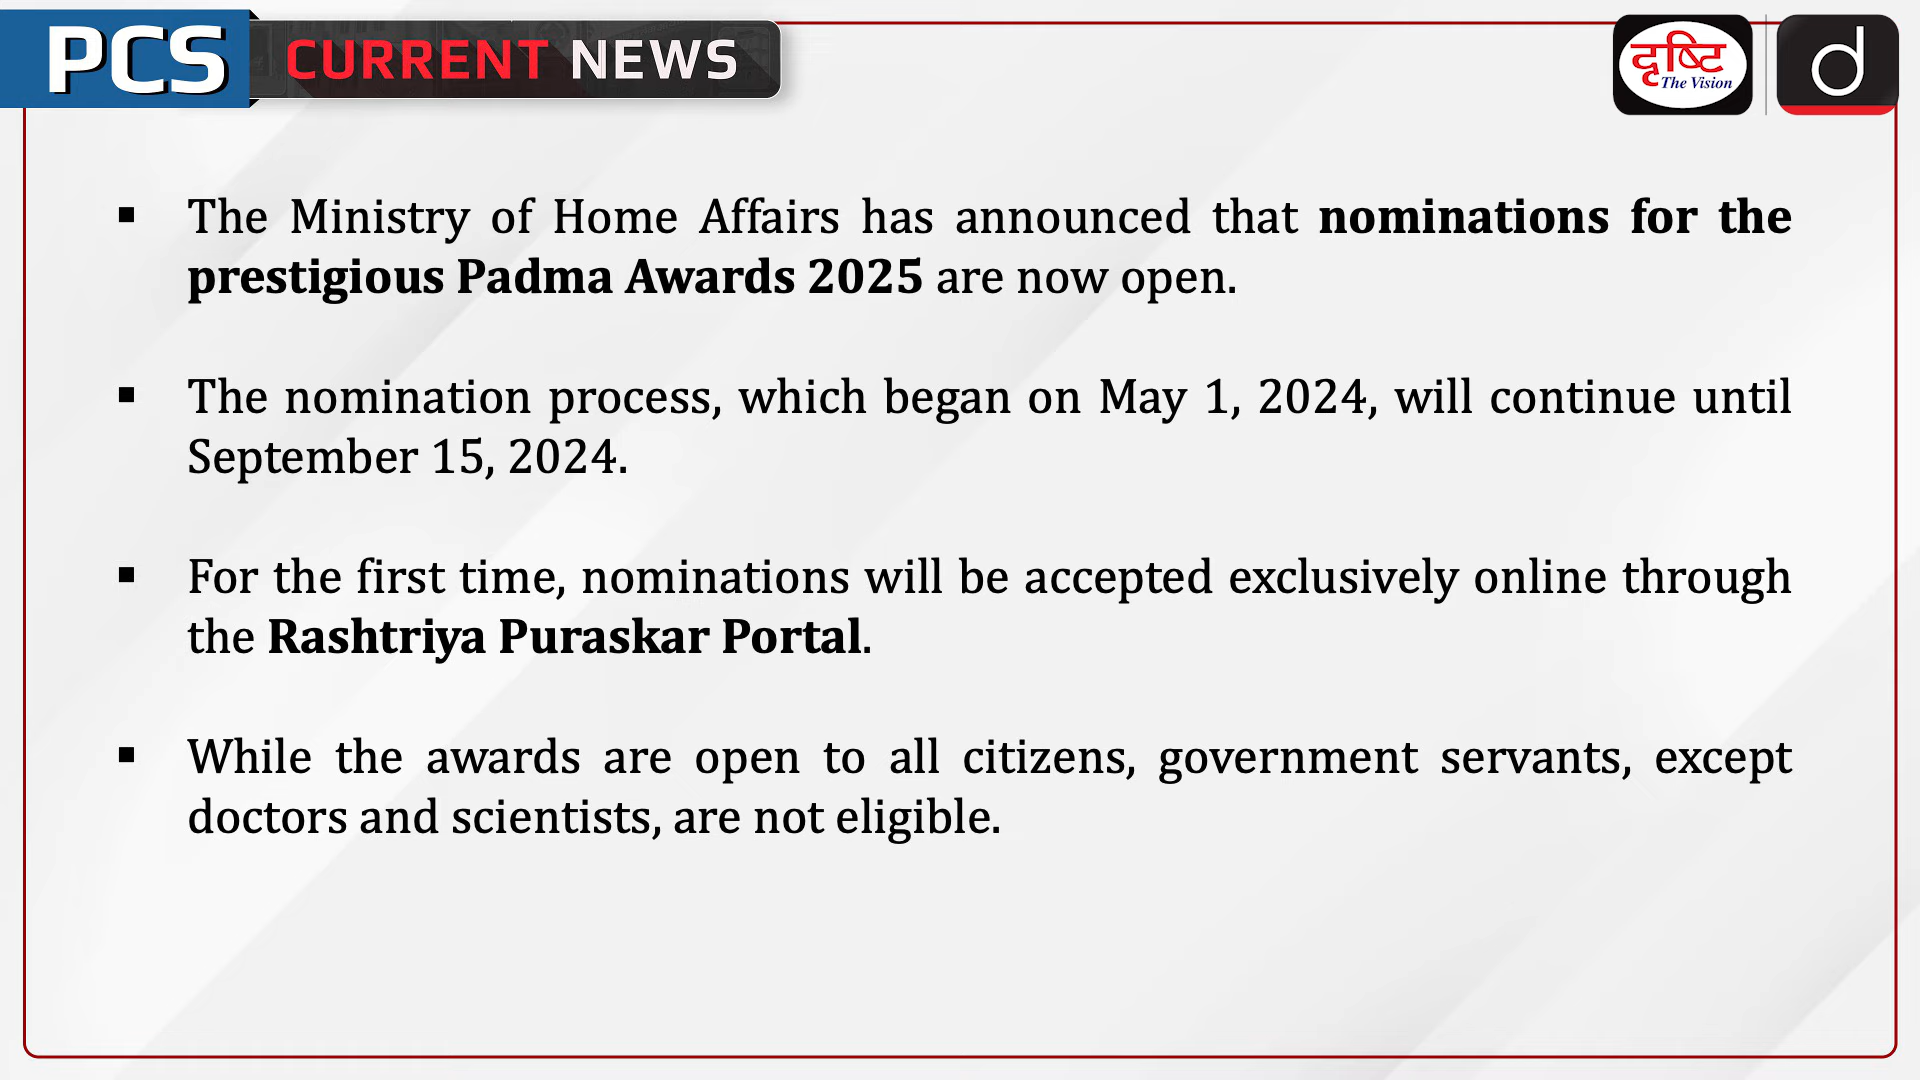 PCS CURRENT NEWS
दृष्टि
The Vision
d
▪ The Ministry of Home Affairs has announced that nominations for the
prestigious Padma Awards 2025 are now open.
▪ The nomination process, which began on May 1, 2024, will continue until
September 15, 2024.
▪ For the first time, nominations will be accepted exclusively online through
the Rashtriya Puraskar Portal.
▪ While the awards are open to all citizens, government servants, except
doctors and scientists, are not eligible.